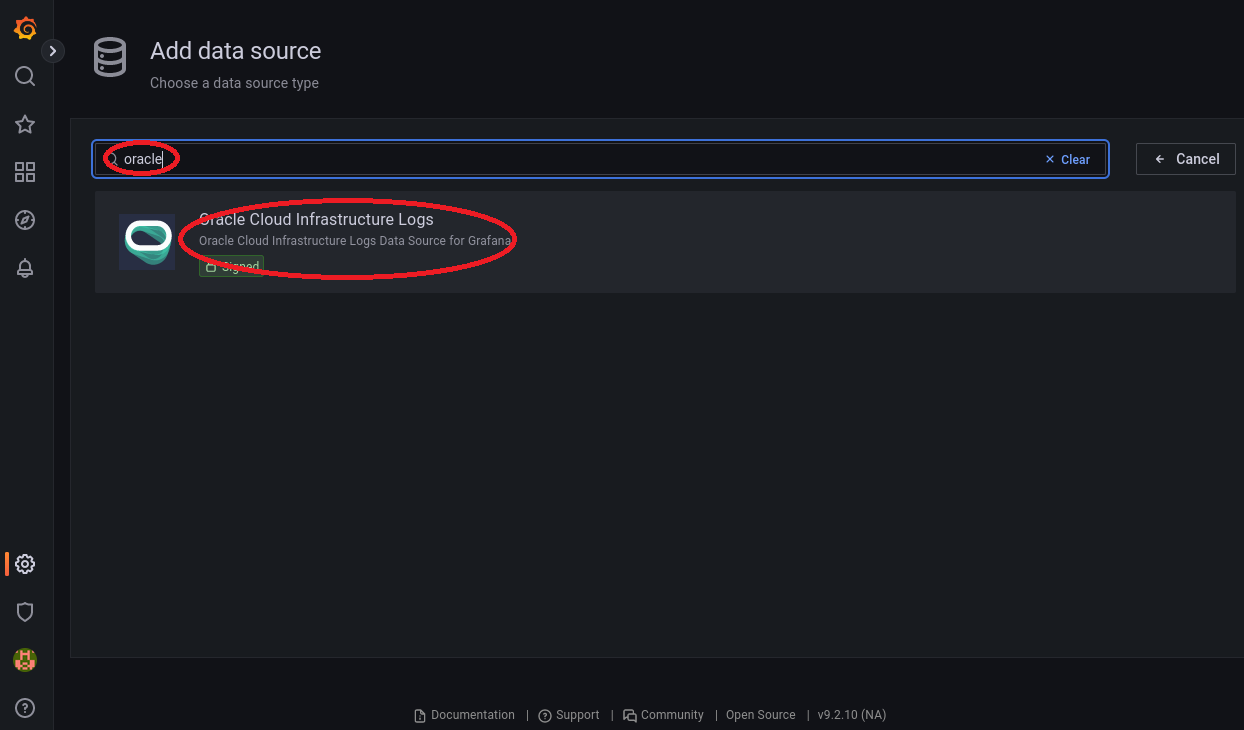 Add data source
Choose a data source type
oracle
Clear
Cancel
Oracle Cloud Infrastructure Logs
Oracle Cloud Infrastructure Logs Data Source for Grafana
Signed
Documentation | Support | Community | Open Source | v9.2.10 (NA)